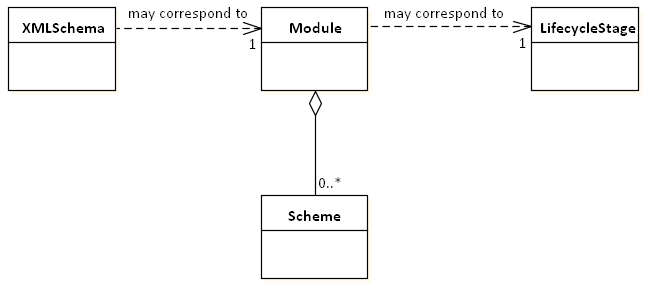 may correspond to
may correspond to
XMLSchema
Module
LifecycleStage
1
1
0..*
Scheme